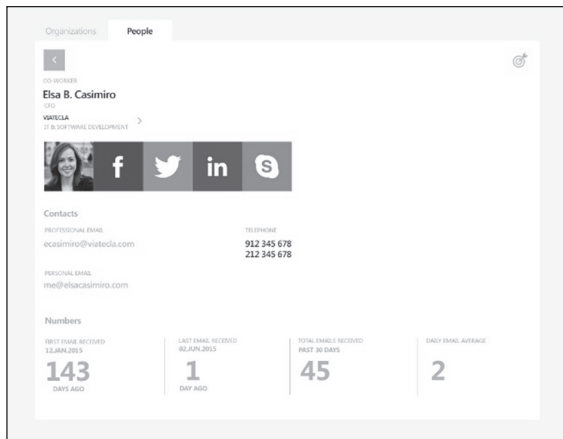 Organizations People
CO-WORKER
Elsa B. Casimiro
CFO
VIATECLA
IT & SOFTWARE DEVELOPMENT
f in S
Contacts
PROFESSIONAL EMAIL TELEPHONE
ecasimiro@viatecla.com 912 345 678
212 345 678
PERSONAL EMAIL
me@elsacasimiro.com
Numbers
FIRST EMAIL RECEIVED LAST EMAIL RECEIVED TOTAL EMAILS RECEIVED DAILY EMAIL AVERAGE
12.JAN.2015 02.JUN.2015 PAST 30 DAYS
143 1 45 2
DAYS AGO DAY AGO